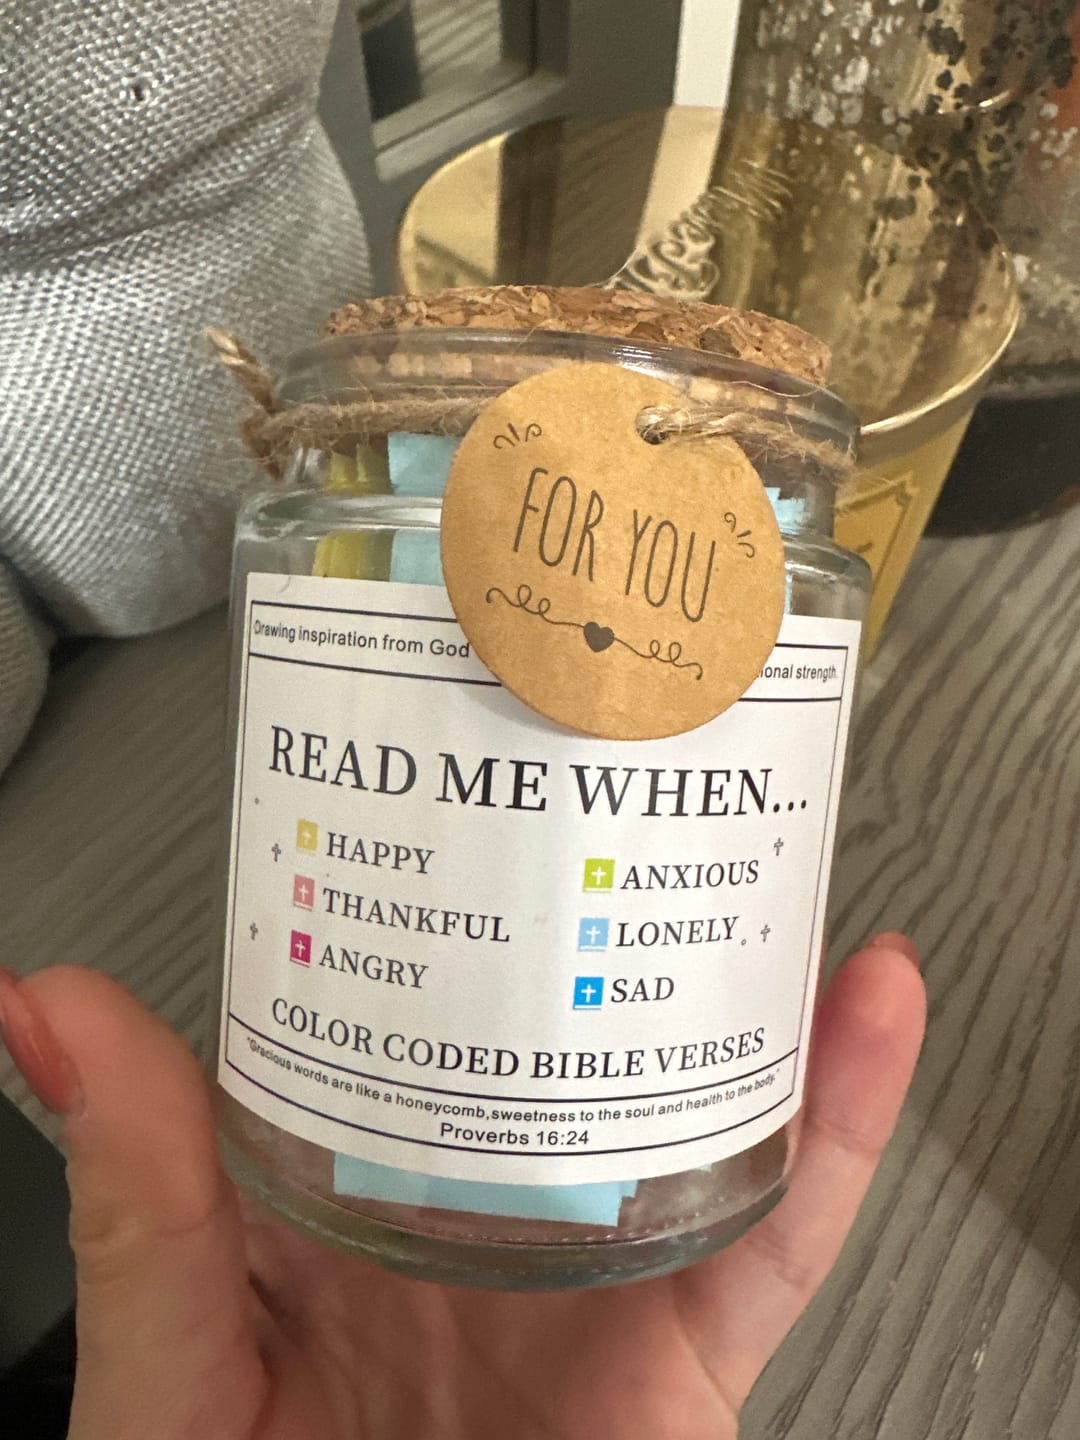 FOR YOU
Drawing inspiration from God
strength.
READ ME WHEN...
HAPPY
THANKFUL
ANGRY
ANXIOUS
LONELY
SAD
COLOR CODED BIBLE VERSES
"Gracious words are like a honeycomb,sweetness to the soul and health to the body."
Proverbs 16:24